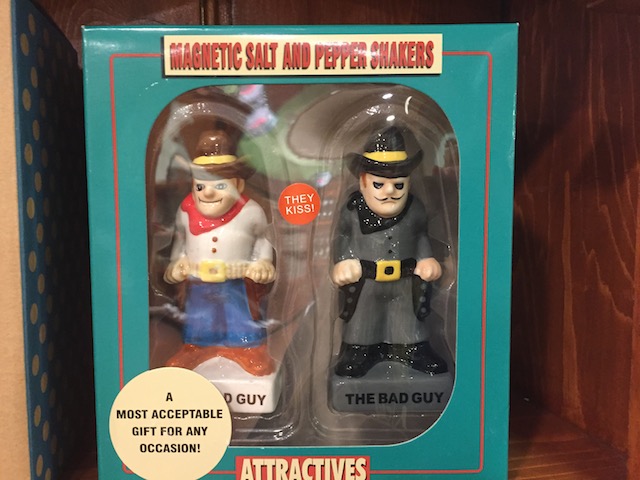 MAGNETIC SALT AND PEPPER SHAKERS
THEY
KISS!
D GUY
THE BAD GUY
A
MOST ACCEPTABLE
GIFT FOR ANY
OCCASION!
ATTRACTIVES